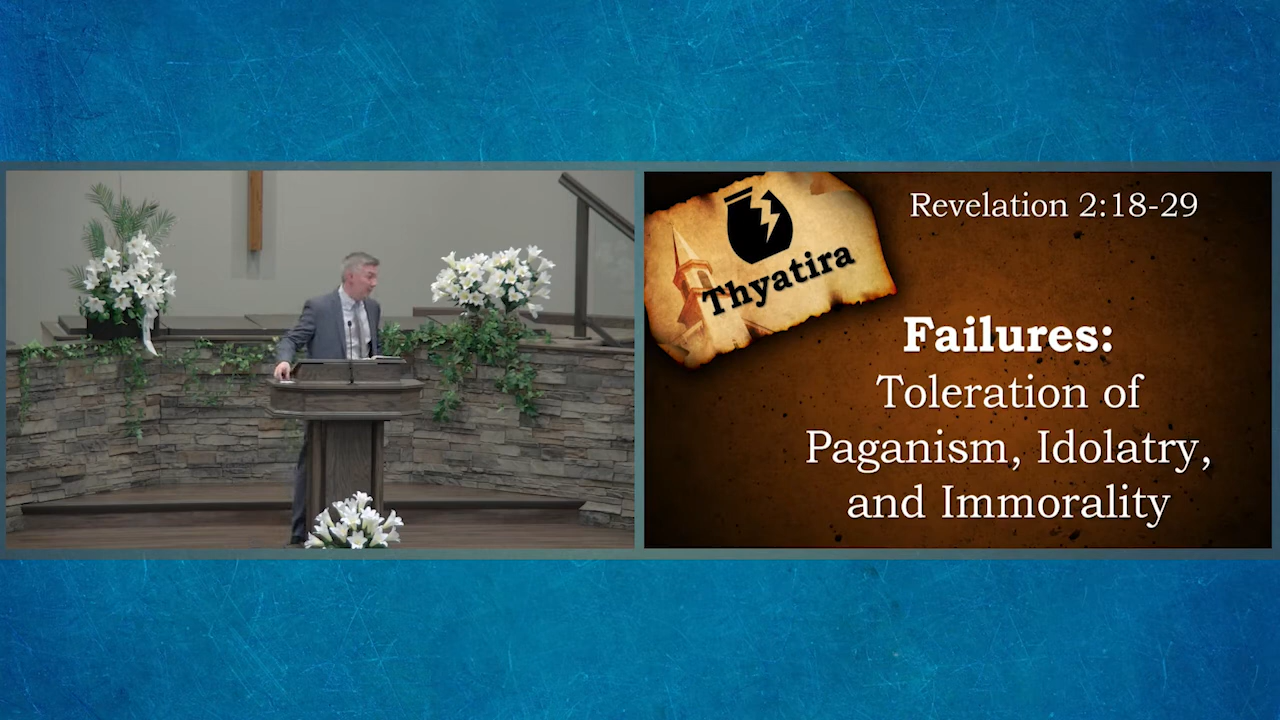 Revelation 2:18-29
Thyatira
Failures:
Toleration of
Paganism, Idolatry,
and Immorality